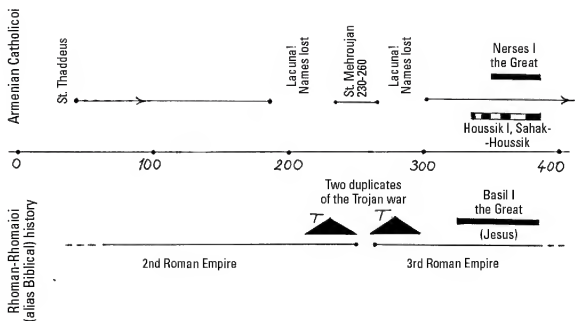 Armenian Catholicoi
St. Thaddeus
Lacuna!
Names lost
St. Mehroujan
230-260
Lacuna!
Names lost
Nerses I
the Great
Houssik I, Sahak-
-Houssik
0
100
200
300
400
Rhoman-Rhomaioi
(alias Biblical) history
Two duplicates
of the Trojan war
T
T
Basil I
the Great
(Jesus)
2nd Roman Empire
3rd Roman Empire